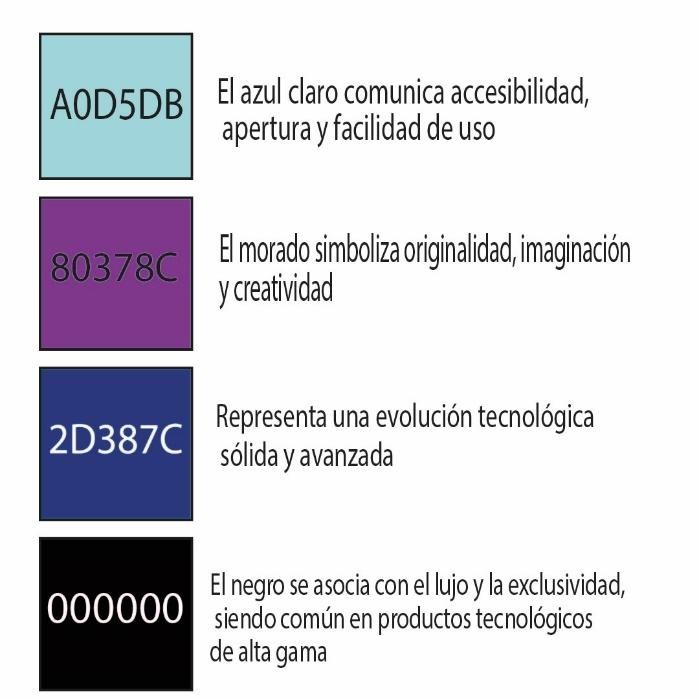 A0D5DB
El azul claro comunica accesibilidad,
apertura y facilidad de uso
80378C
El morado simboliza originalidad, imaginación
y creatividad
2D387C
Representa una evolución tecnológica
sólida y avanzada
000000
El negro se asocia con el lujo y la exclusividad,
siendo común en productos tecnológicos
de alta gama